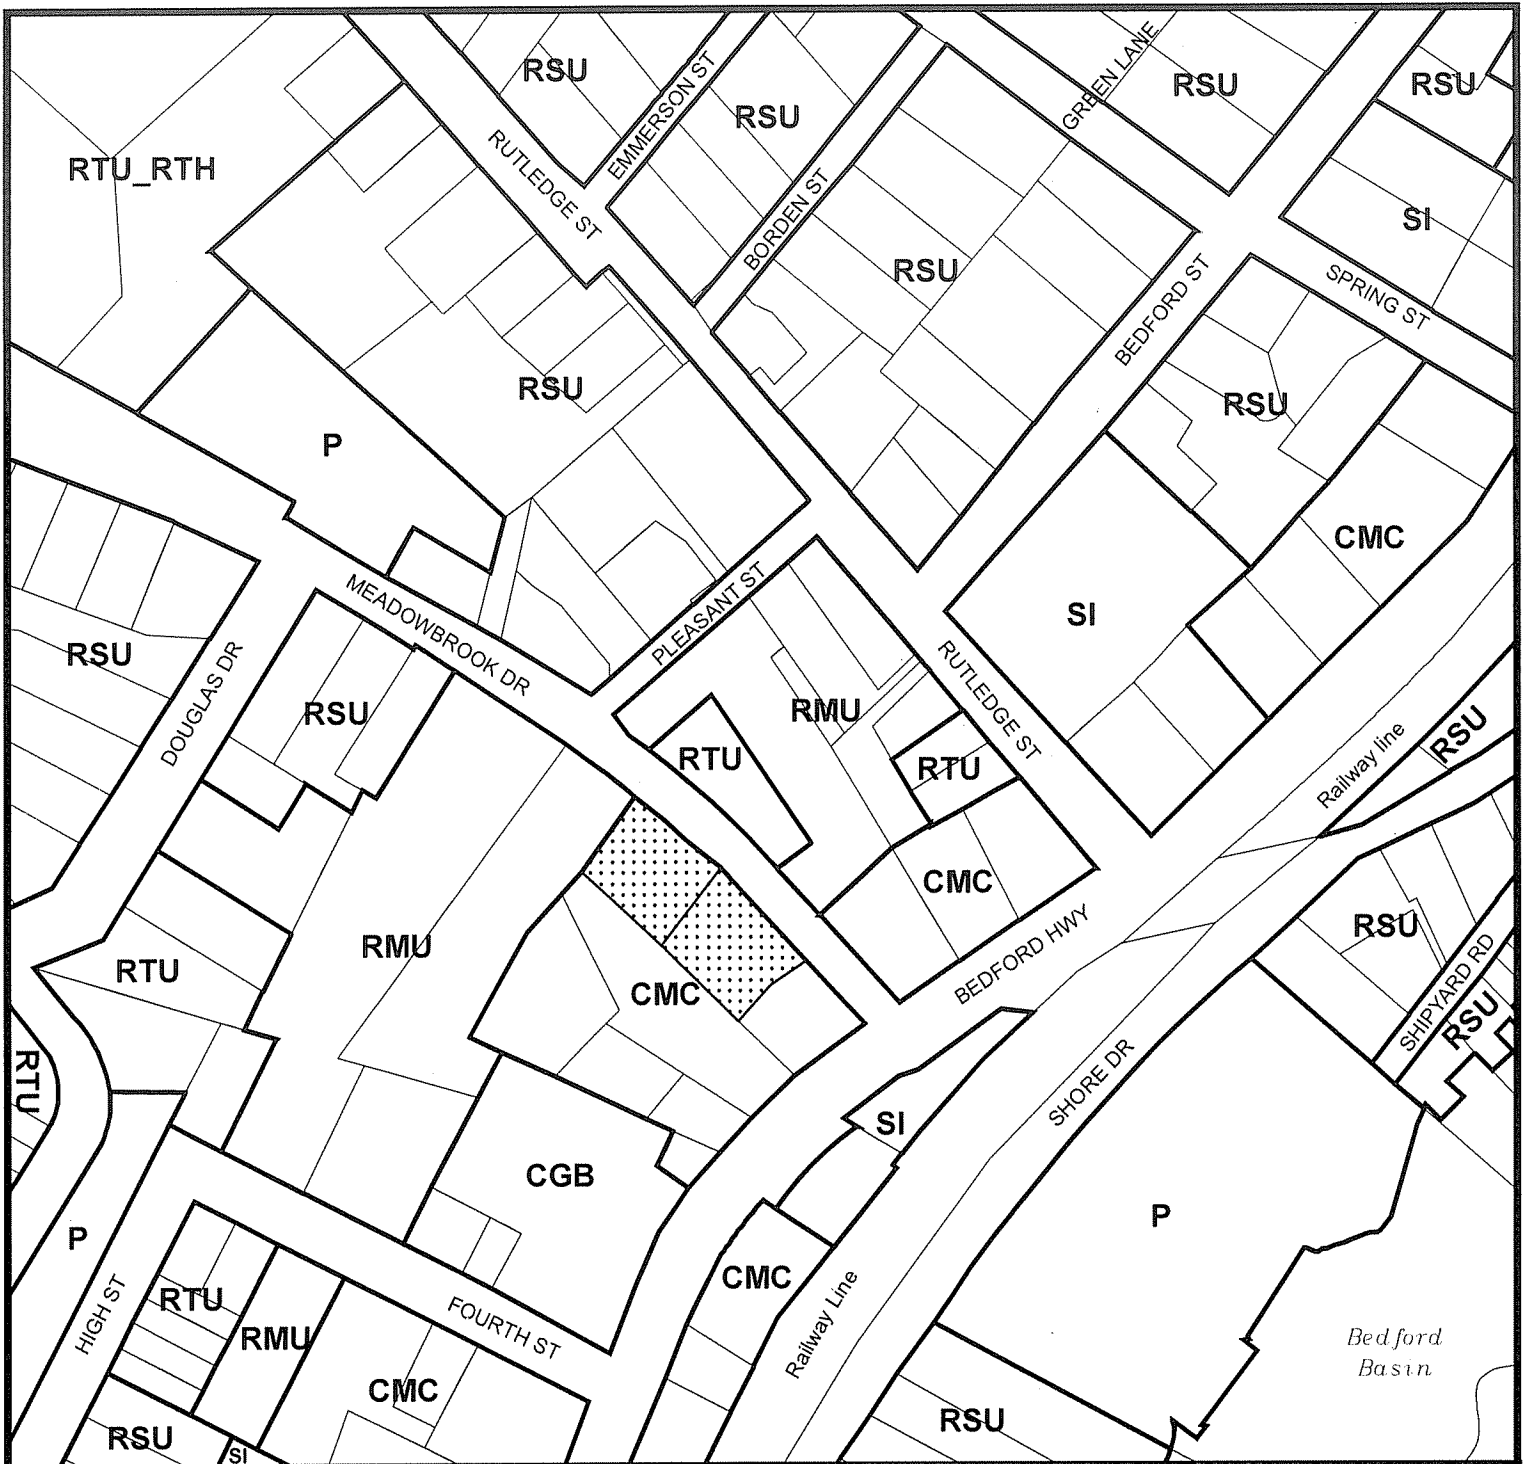 RSU
EMMERSON ST
RSU
GREEN LANE
RSU
RSU
RTU_RTH
RUTLEDGE ST
BORDEN ST
RSU
SI
BEDFORD ST
SPRING ST
RSU
RSU
P
CMC
MEADOWBROOK DR
PLEASANT ST
SI
RSU
DOUGLAS DR
RSU
RMU
RUTLEDGE ST
RTU
RTU
Railway line
RSU
CMC
RMU
RTU
CMC
BEDFORD HWY
RSU
SHIPYARD RD
RSU
RTU
SHORE DR
SI
CGB
P
P
CMC
HIGH ST
RTU
RMU
FOURTH ST
Railway Line
CMC
Bedford
Basin
RSU
SI
RSU